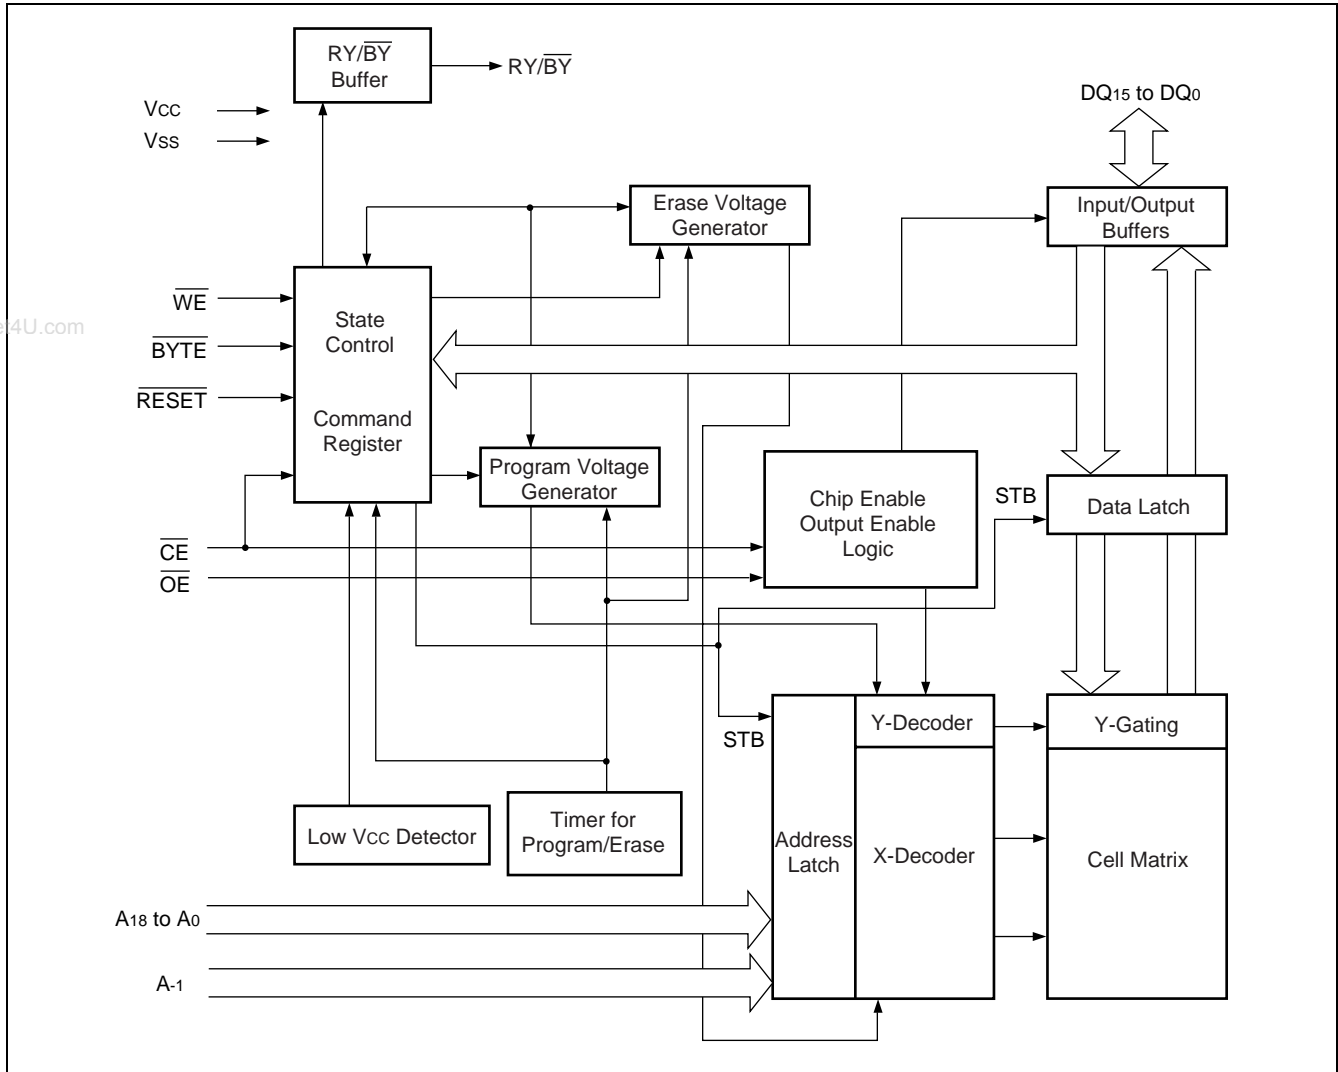 RY/BY
Buffer
RY/BY
Vcc
Vss
DQ15 to DQ0
Erase Voltage
Generator
Input/Output
Buffers
WE
BYTE
RESET
State
Control
Command
Register
et4U.com
Program Voltage
Generator
Chip Enable
Output Enable
Logic
STB
Data Latch
CE
OE
STB
Y-Decoder
Y-Gating
Low Vcc Detector
Timer for
Program/Erase
Address
Latch
X-Decoder
Cell Matrix
A18 to A0
A-1